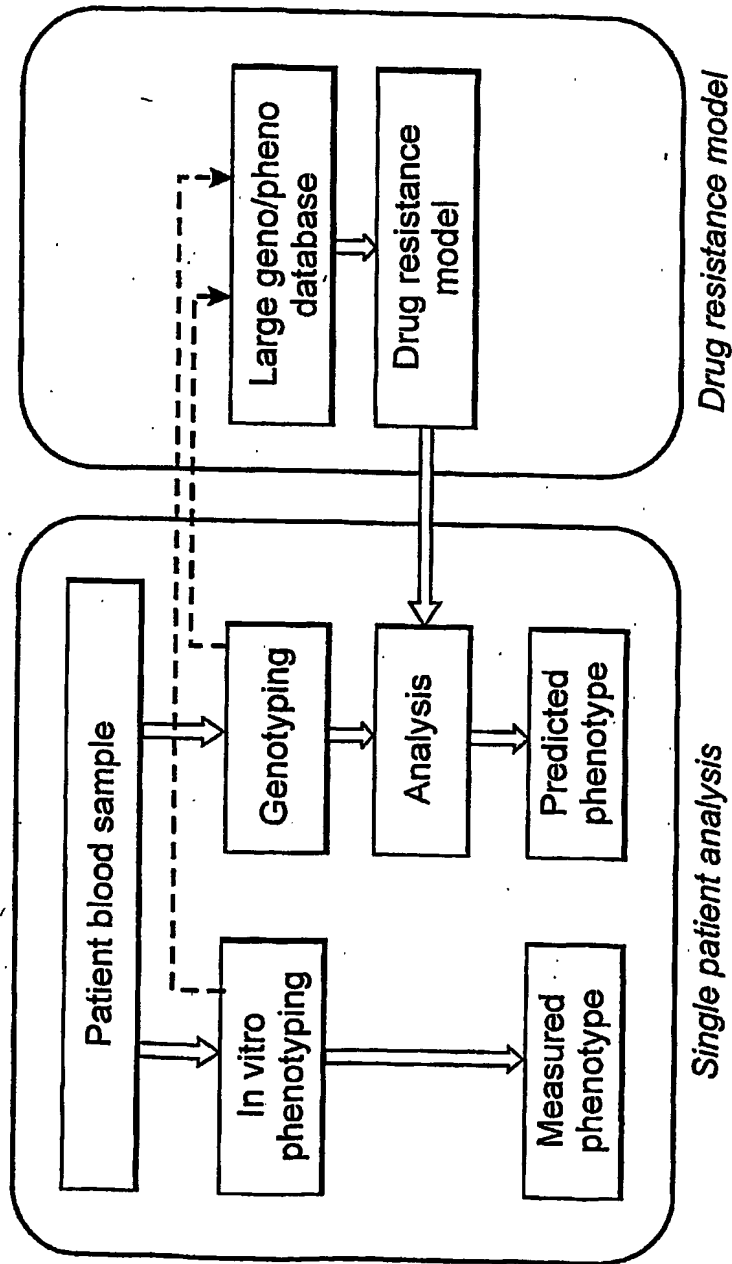 Patient blood sample
In vitro
phenotyping
Genotyping
Analysis
Measured
phenotype
Predicted
phenotype
Single patient analysis
Large geno/pheno
database
Drug resistance
model
Drug resistance model